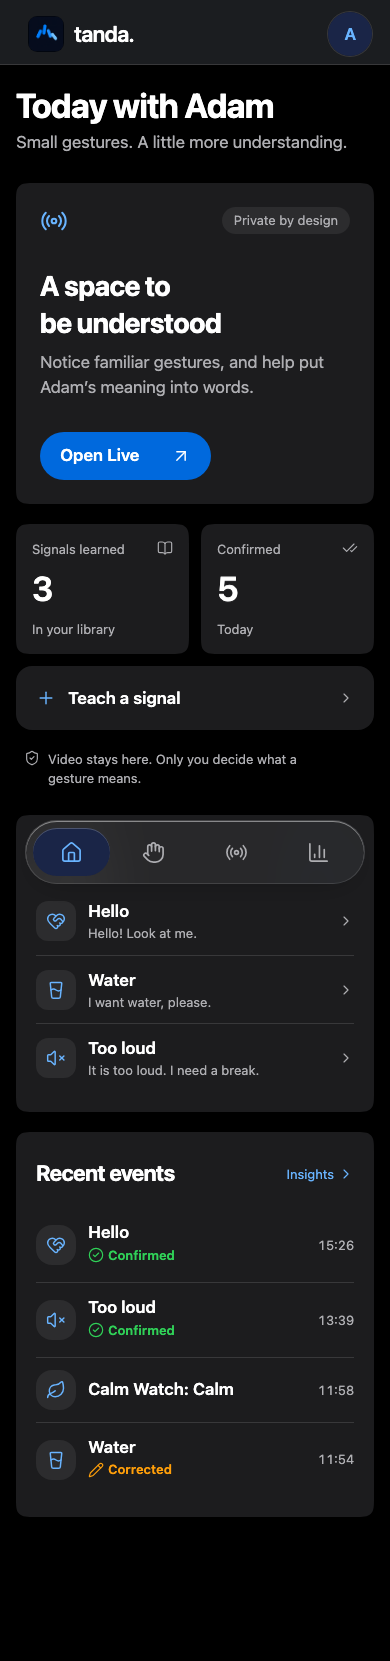 tanda.
A
Today with Adam
Small gestures. A little more understanding.
Private by design
A space to
be understood
Notice familiar gestures, and help put
Adam's meaning into words.
Open Live
Signals learned
3
In your library
Confirmed
5
Today
Teach a signal
Video stays here. Only you decide what a
gesture means.
Hello
Hello! Look at me.
Water
I want water, please.
Too loud
It is too loud. I need a break.
Recent events
Insights
Hello
Confirmed
15:26
Too loud
Confirmed
13:39
Calm Watch: Calm
11:58
Water
Corrected
11:54